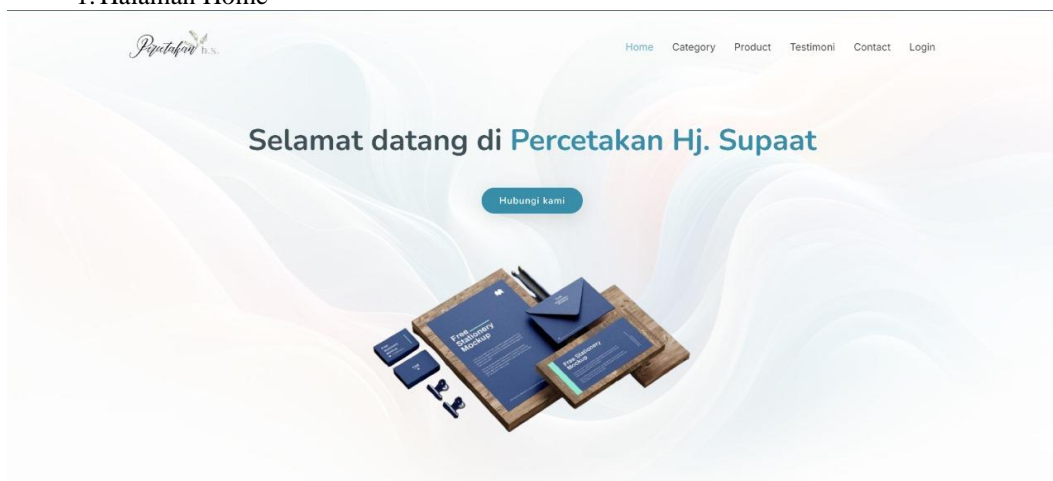 1. Halaman Home
Percetakan h.s.
Home Category Product Testimoni Contact Login
Selamat datang di Percetakan Hj. Supaat
Hubungi kami
Free
Stationery
Mockup
Free Stationery
Mockup